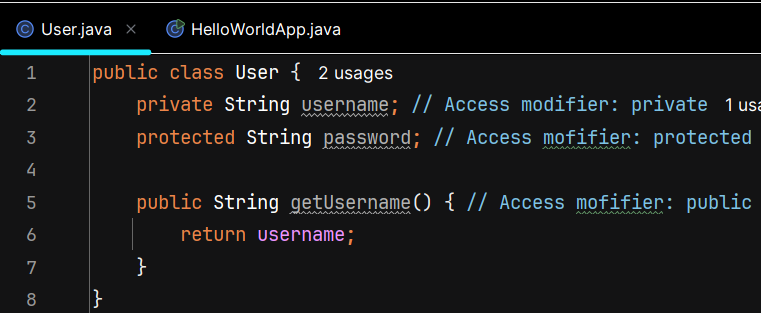 User.java × HelloWorldApp.java
1 public class User { 2 usages
2 private String username; // Access modifier: private 1 usa
3 protected String password; // Access mofifier: protected
4
5 public String getUsername() { // Access mofifier: public
6 return username;
7 }
8 }